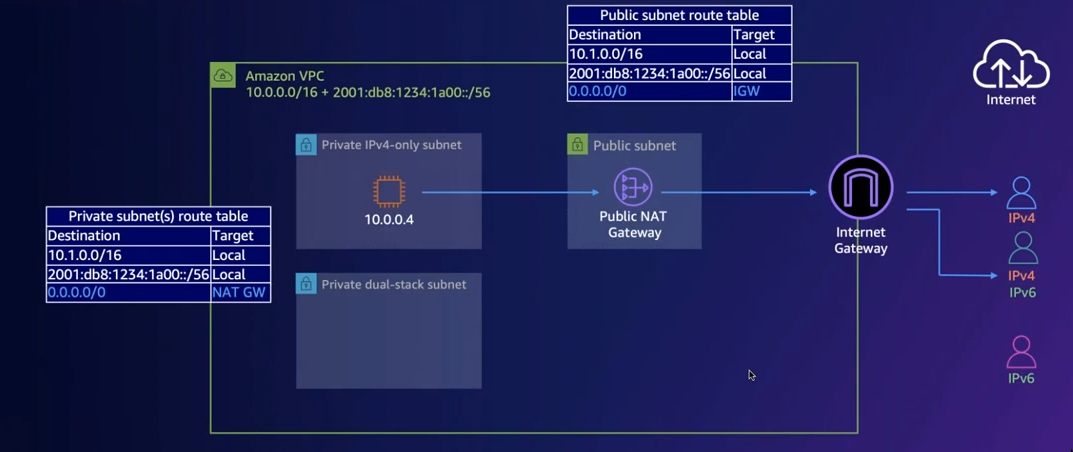 Public subnet route table
Destination Target
10.1.0.0/16 Local
2001:db8:1234:1a00::/56 Local
0.0.0.0/0 IGW
Internet
Amazon VPC
10.0.0.0/16 + 2001:db8:1234:1a00::/56
Private IPv4-only subnet
10.0.0.4
Public subnet
Public NAT
Gateway
Internet
Gateway
IPv4
IPv4
IPv6
IPv6
Private subnet(s) route table
Destination Target
10.1.0.0/16 Local
2001:db8:1234:1a00::/56 Local
0.0.0.0/0 NAT GW
Private dual-stack subnet